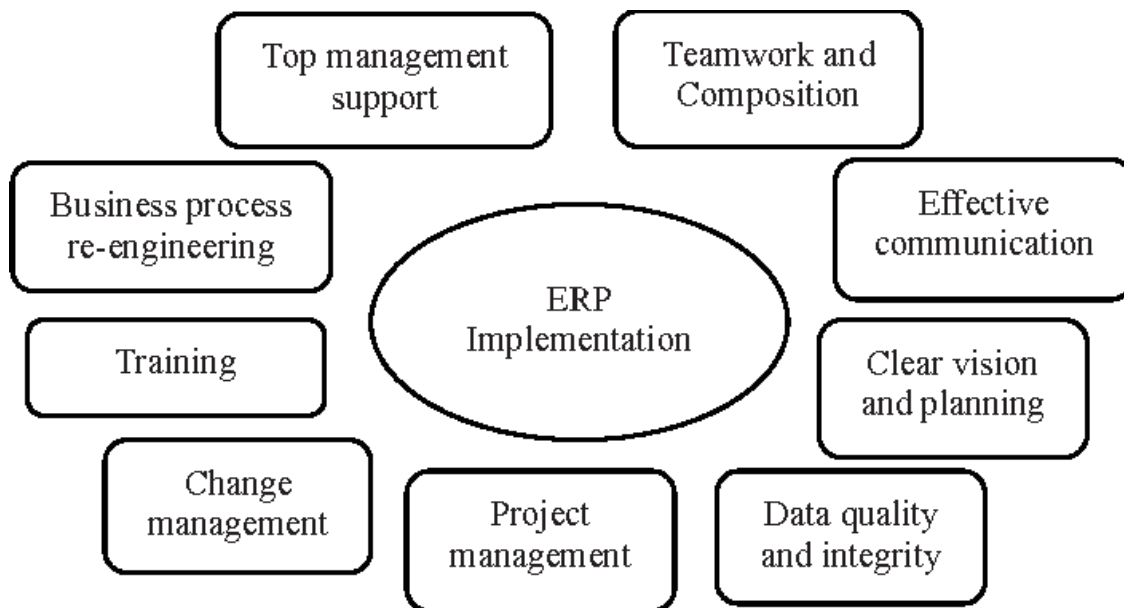 Top management
support
Teamwork and
Composition
Business process
re-engineering
Effective
communication
ERP
Implementation
Training
Clear vision
and planning
Change
management
Project
management
Data quality
and integrity